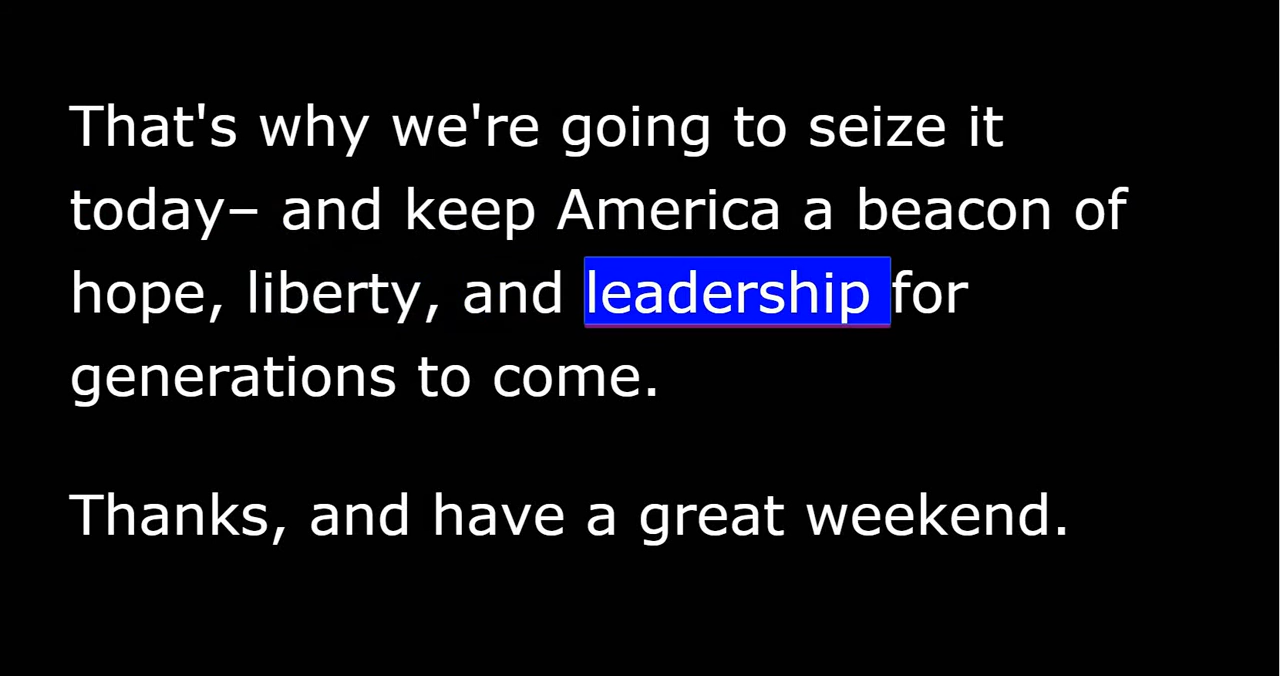 That's why we're going to seize it
today– and keep America a beacon of
hope, liberty, and leadership for
generations to come.
Thanks, and have a great weekend.